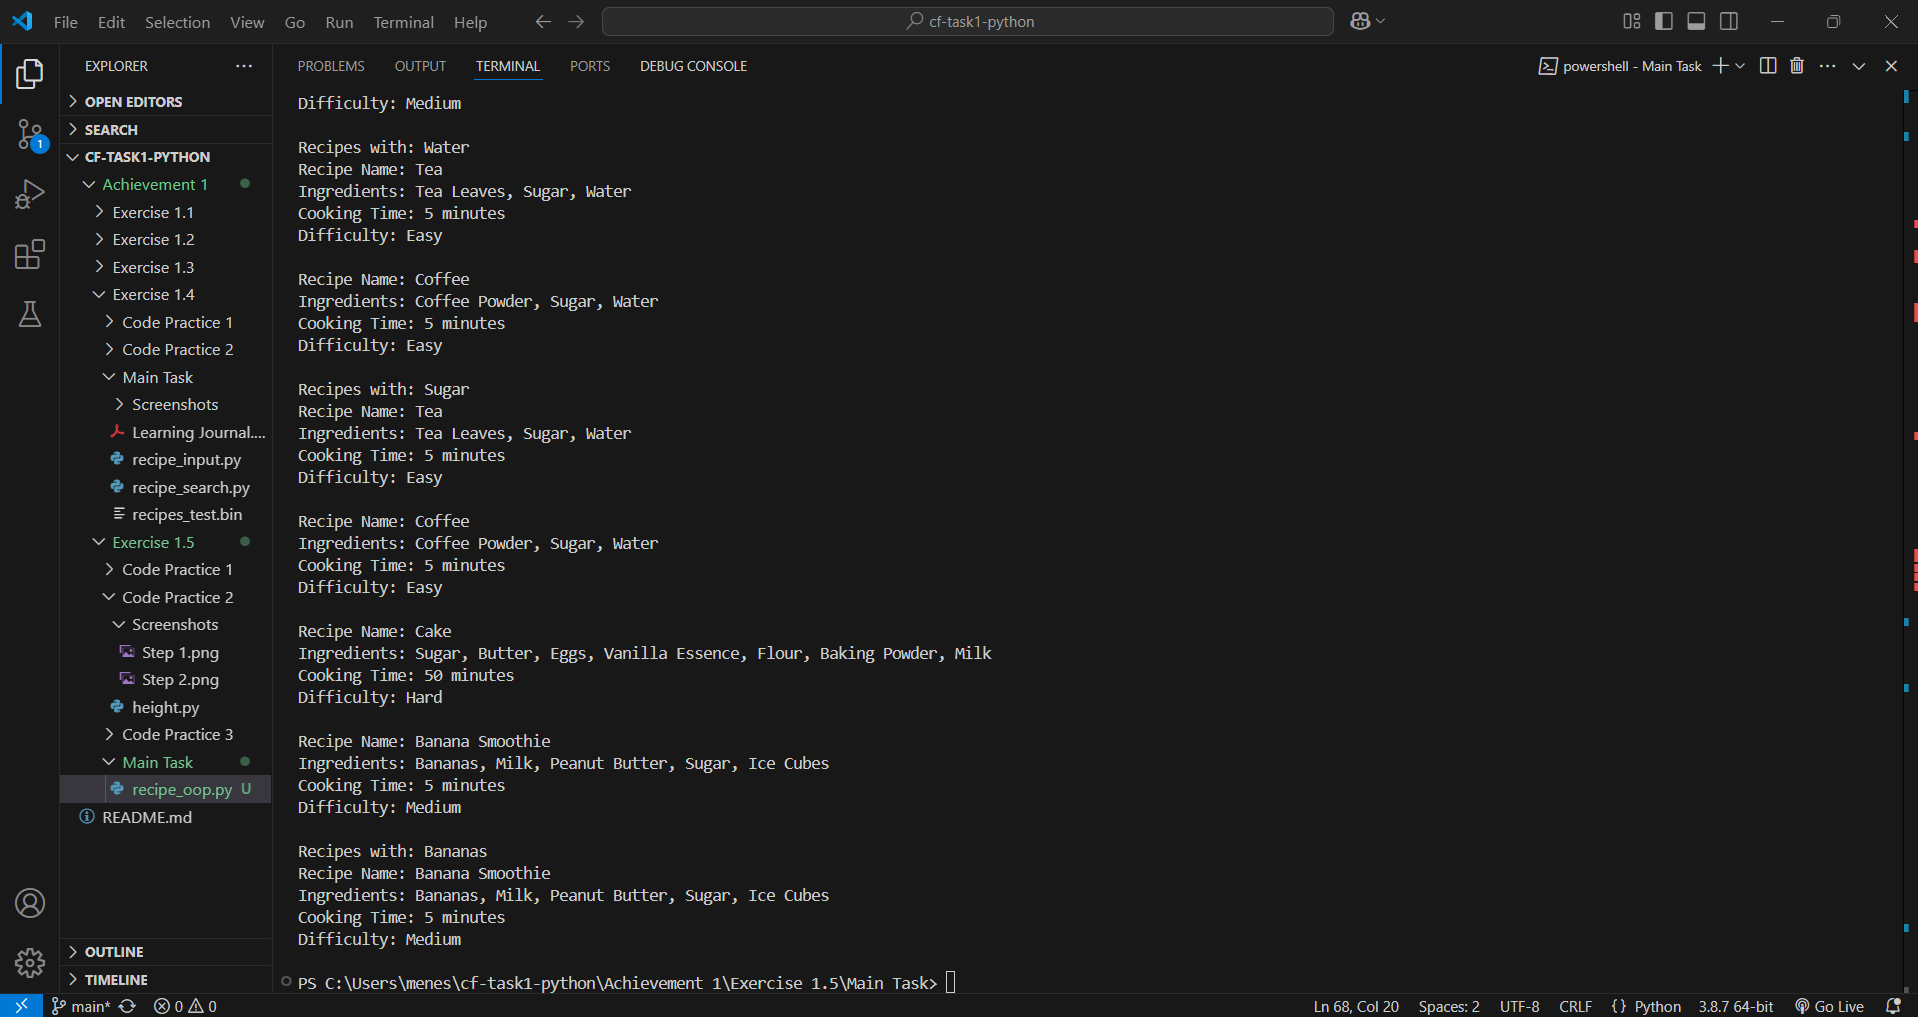 File Edit Selection View Go Run Terminal Help
cf-task1-python
EXPLORER
OPEN EDITORS
SEARCH
CF-TASK1-PYTHON
Achievement 1
Exercise 1.1
Exercise 1.2
Exercise 1.3
Exercise 1.4
Code Practice 1
Code Practice 2
Main Task
Screenshots
Learning Journal....
recipe_input.py
recipe_search.py
recipes_test.bin
Exercise 1.5
Code Practice 1
Code Practice 2
Screenshots
Step 1.png
Step 2.png
height.py
Code Practice 3
Main Task
recipe_oop.py U
README.md
OUTLINE
TIMELINE
1
PROBLEMS OUTPUT TERMINAL PORTS DEBUG CONSOLE
powershell - Main Task
Difficulty: Medium
Recipes with: Water
Recipe Name: Tea
Ingredients: Tea Leaves, Sugar, Water
Cooking Time: 5 minutes
Difficulty: Easy
Recipe Name: Coffee
Ingredients: Coffee Powder, Sugar, Water
Cooking Time: 5 minutes
Difficulty: Easy
Recipes with: Sugar
Recipe Name: Tea
Ingredients: Tea Leaves, Sugar, Water
Cooking Time: 5 minutes
Difficulty: Easy
Recipe Name: Coffee
Ingredients: Coffee Powder, Sugar, Water
Cooking Time: 5 minutes
Difficulty: Easy
Recipe Name: Cake
Ingredients: Sugar, Butter, Eggs, Vanilla Essence, Flour, Baking Powder, Milk
Cooking Time: 50 minutes
Difficulty: Hard
Recipe Name: Banana Smoothie
Ingredients: Bananas, Milk, Peanut Butter, Sugar, Ice Cubes
Cooking Time: 5 minutes
Difficulty: Medium
Recipes with: Bananas
Recipe Name: Banana Smoothie
Ingredients: Bananas, Milk, Peanut Butter, Sugar, Ice Cubes
Cooking Time: 5 minutes
Difficulty: Medium
PS C:\Users\menes\cf-task1-python\Achievement 1\Exercise 1.5\Main Task>
main* 0 0
Ln 68, Col 20 Spaces: 2 UTF-8 CRLF {} Python 3.8.7 64-bit Go Live